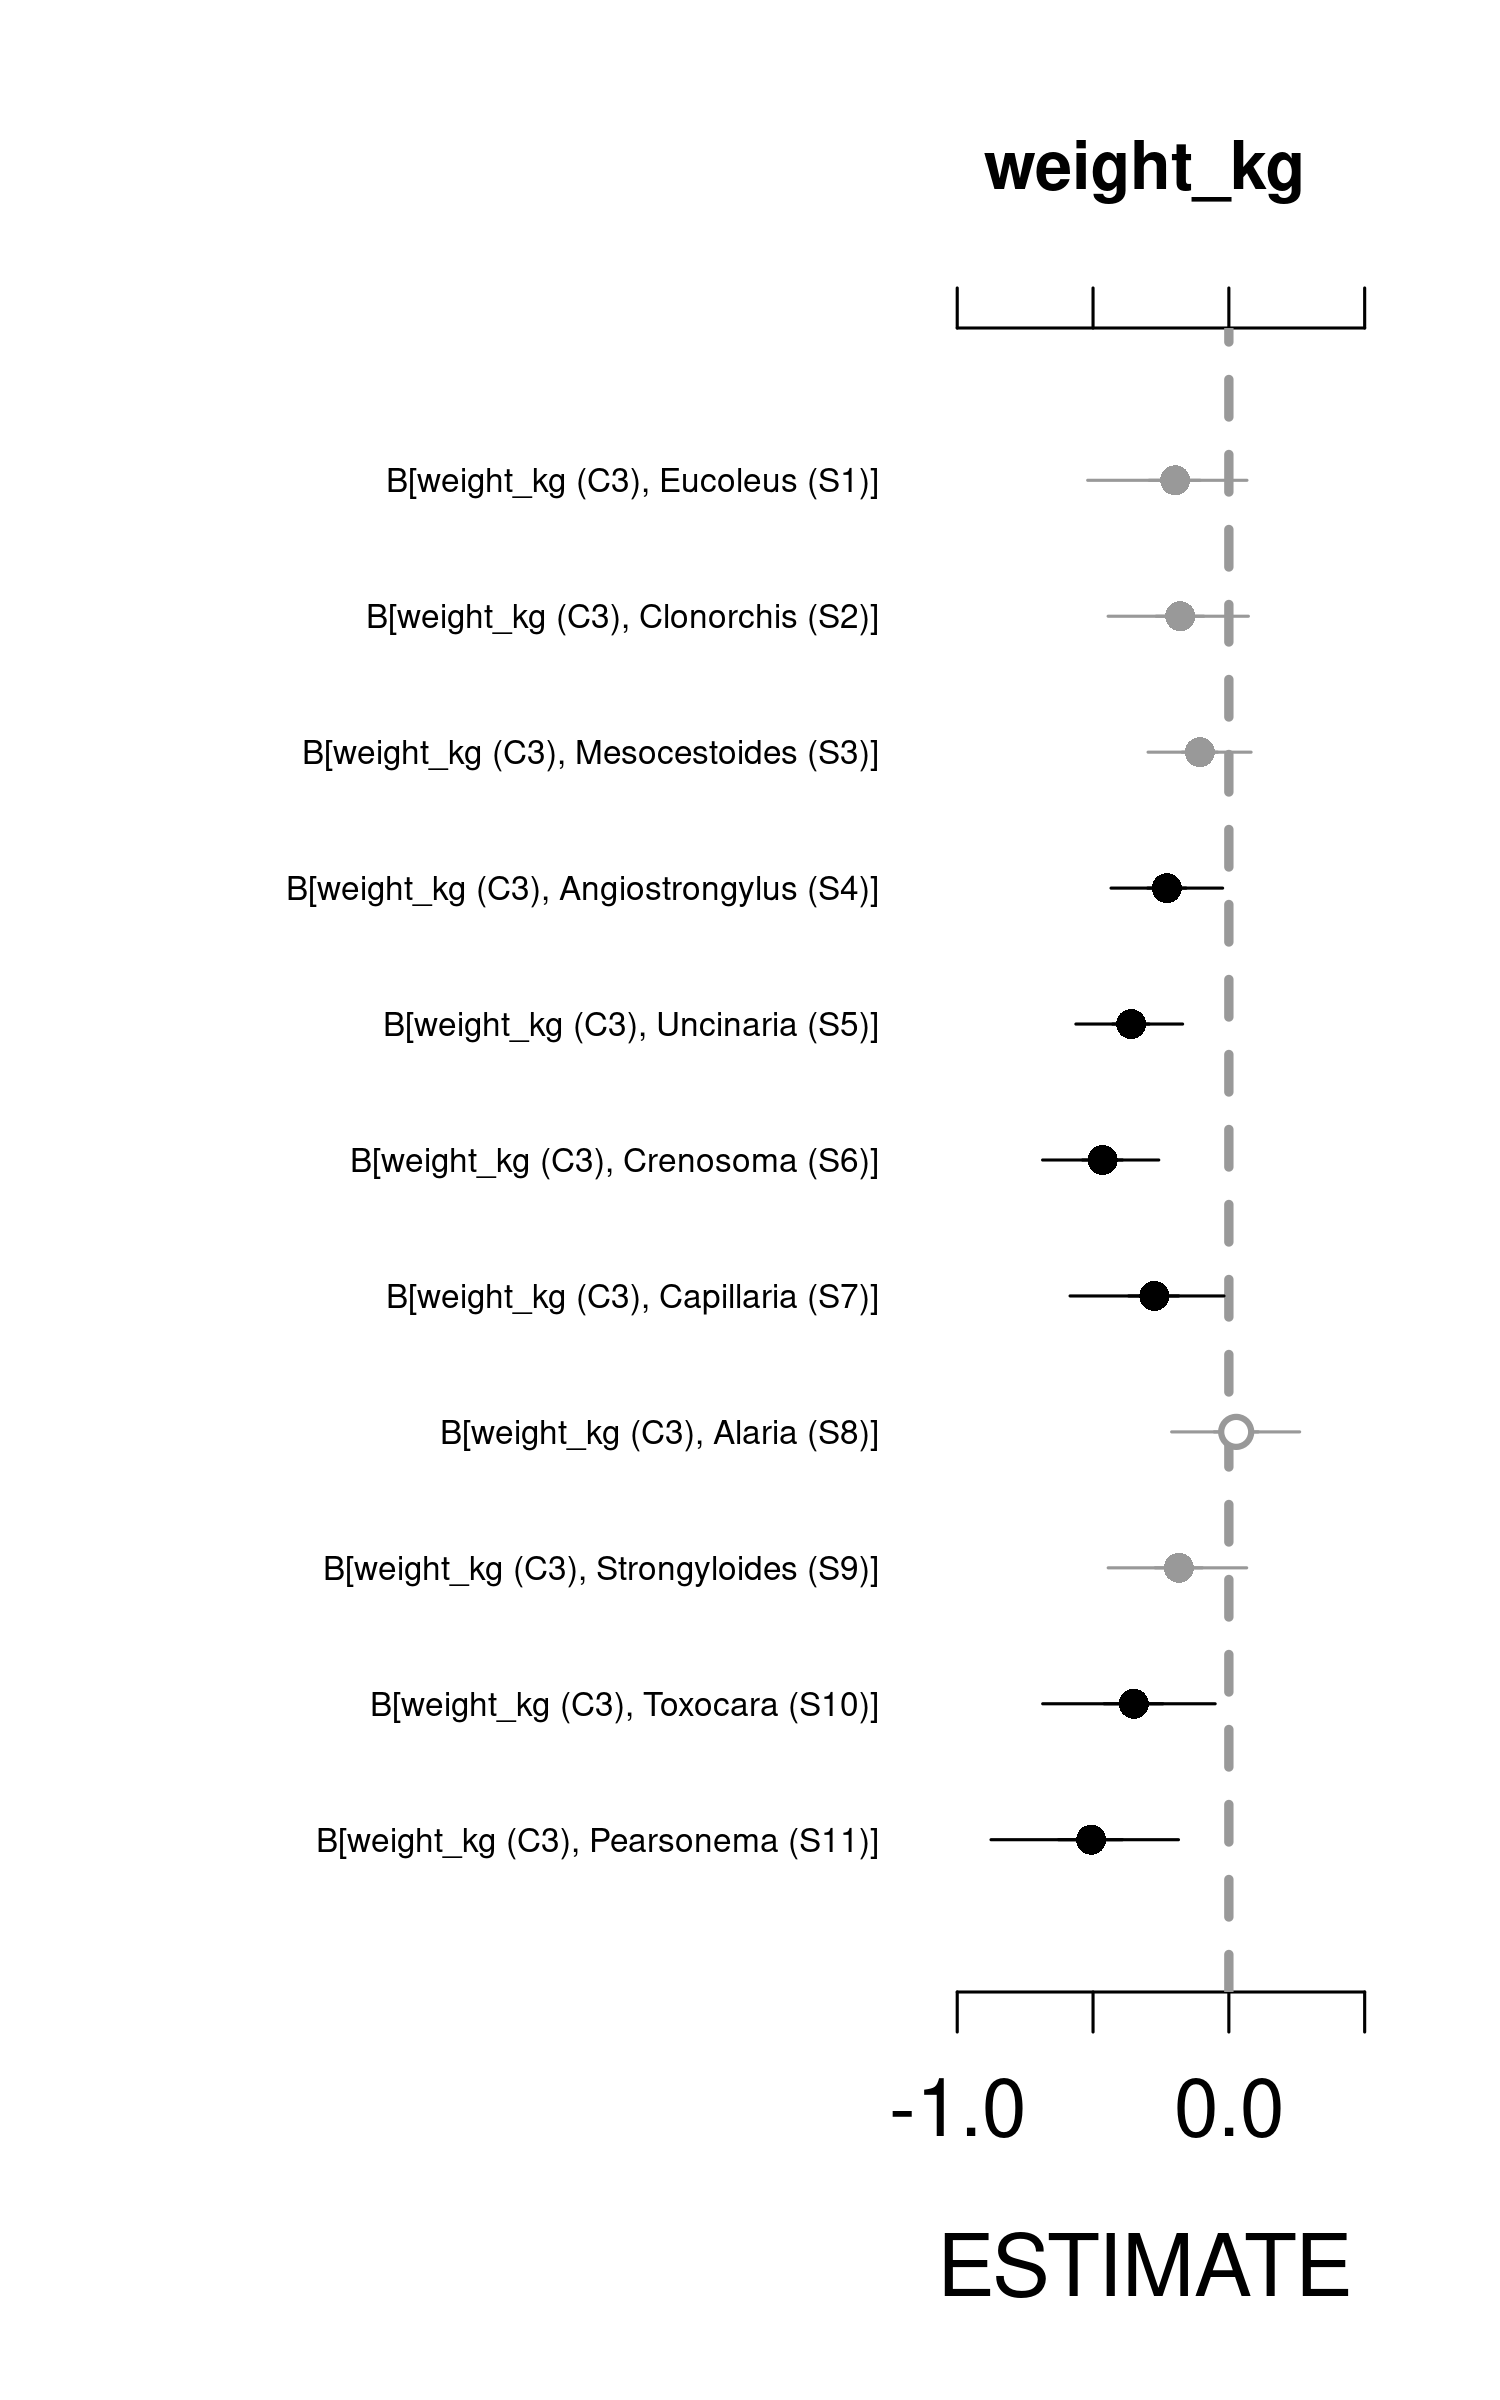 weight_kg
B[weight_kg (C3), Eucoleus (S1)]
B[weight_kg (C3), Clonorchis (S2)]
B[weight_kg (C3), Mesocestoides (S3)]
B[weight_kg (C3), Angiostrongylus (S4)]
B[weight_kg (C3), Uncinaria (S5)]
B[weight_kg (C3), Crenosoma (S6)]
B[weight_kg (C3), Capillaria (S7)]
B[weight_kg (C3), Alaria (S8)]
B[weight_kg (C3), Strongyloides (S9)]
B[weight_kg (C3), Toxocara (S10)]
B[weight_kg (C3), Pearsonema (S11)]
-1.0 0.0
ESTIMATE